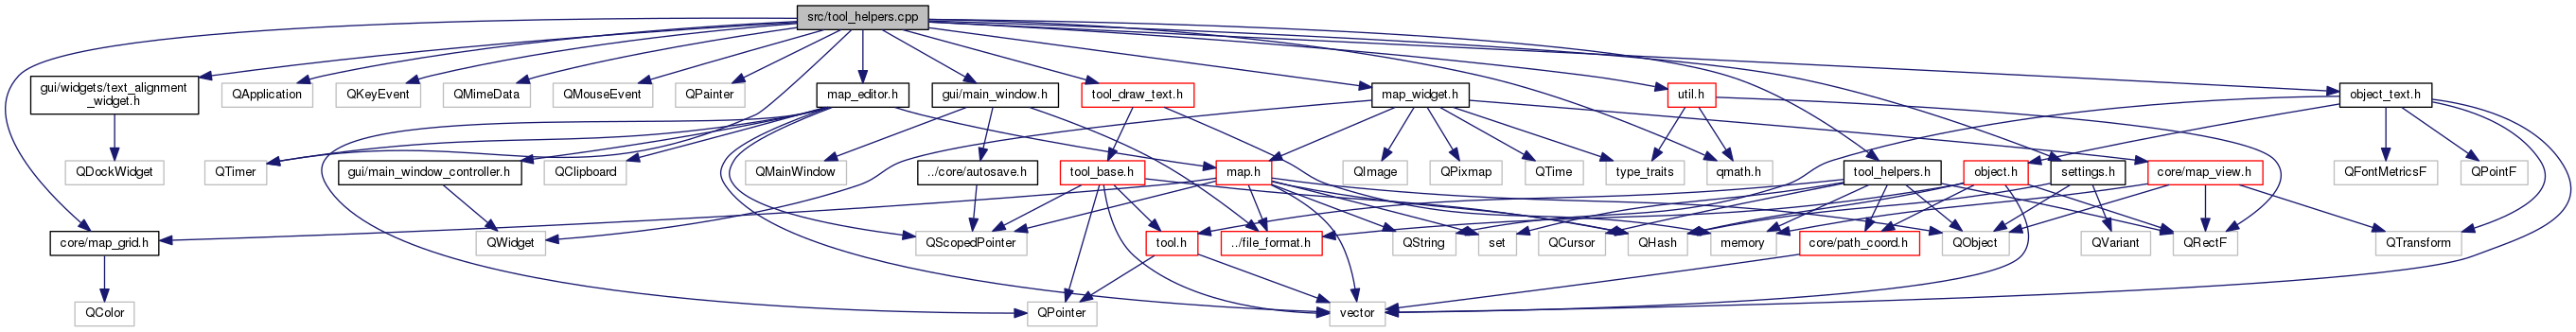 src/tool_helpers.cpp
gui/widgets/text_alignment
_widget.h
QApplication
QKeyEvent
QMimeData
QMouseEvent
QPainter
map_editor.h
gui/main_window.h
tool_draw_text.h
map_widget.h
util.h
object_text.h
QDockWidget
QTimer
gui/main_window_controller.h
QClipboard
QMainWindow
../core/autosave.h
tool_base.h
map.h
QImage
QPixmap
QTime
type_traits
qmath.h
tool_helpers.h
object.h
settings.h
core/map_view.h
QFontMetricsF
QPointF
core/map_grid.h
QWidget
QScopedPointer
tool.h
../file_format.h
QString
set
QCursor
QHash
memory
core/path_coord.h
QObject
QVariant
QRectF
QTransform
QColor
QPointer
vector